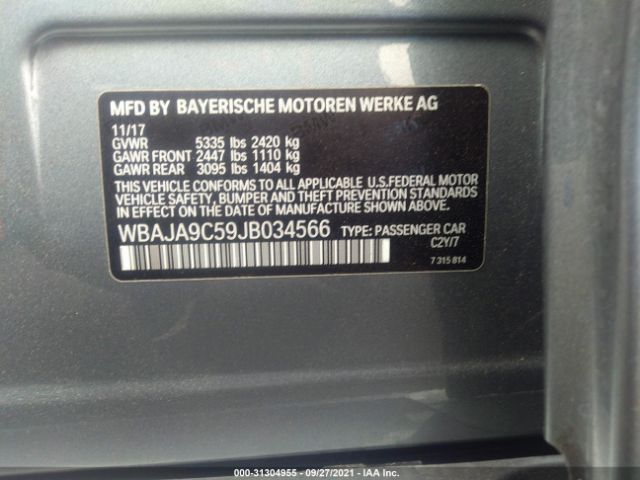 MFD BY BAYERISCHE MOTOREN WERKE AG
11/17
GVWR 5335 lbs 2420 kg
GAWR FRONT 2447 lbs 1110 kg
GAWR REAR 3095 lbs 1404 kg
THIS VEHICLE CONFORMS TO ALL APPLICABLE U.S.FEDERAL MOTOR
VEHICLE SAFETY, BUMPER AND THEFT PREVENTION STANDARDS
IN EFFECT ON THE DATE OF MANUFACTURE SHOWN ABOVE.
WBAJA9C59JB034566 TYPE: PASSENGER CAR
C2Y/7
7 315 814
000-31304955 - 09/27/2021 - IAA Inc.